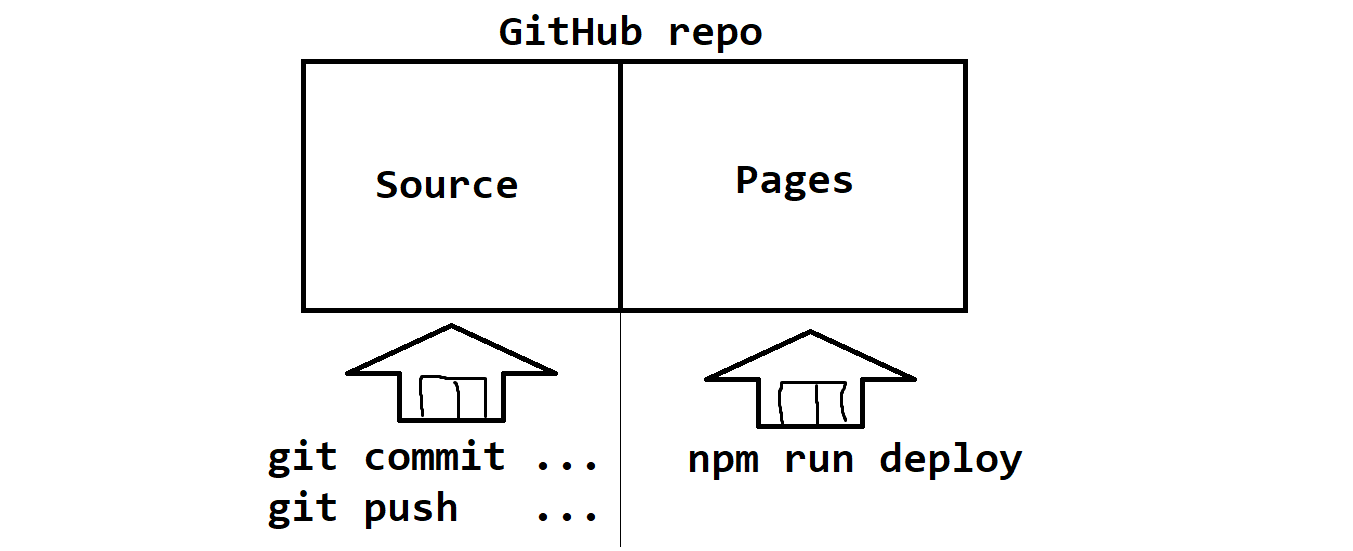 GitHub repo
Source
Pages
git commit ...
git push   ...
npm run deploy